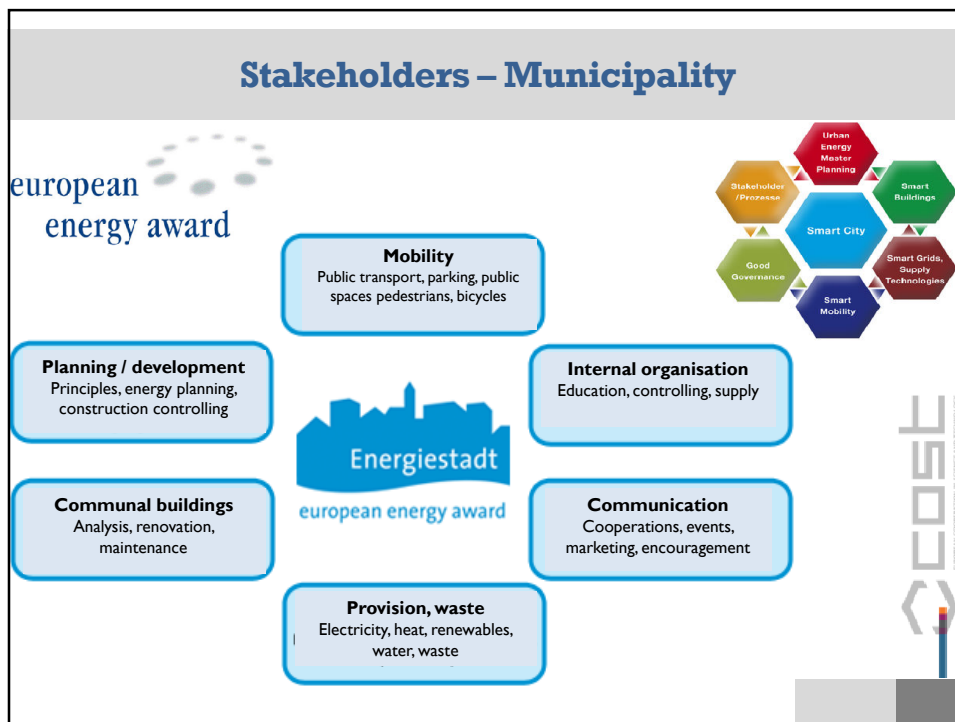 Stakeholders – Municipality
european
energy award
Urban
Energy
Master
Planning
Stakeholder
/Prozesse
Smart
Buildings
Smart City
Good
Governance
Smart Grids,
Supply
Technologies
Smart
Mobility
Mobility
Public transport, parking, public
spaces pedestrians, bicycles
Planning / development
Principles, energy planning,
construction controlling
Internal organisation
Education, controlling, supply
Energiestadt
european energy award
Communal buildings
Analysis, renovation,
maintenance
Communication
Cooperations, events,
marketing, encouragement
Provision, waste
Electricity, heat, renewables,
water, waste
cost